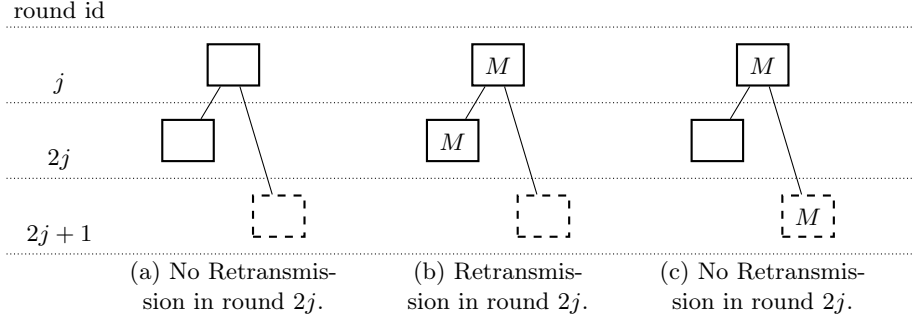 round id
j
M
M
2j
M
2j + 1
M
(a) No Retransmis-
sion in round 2j.
(b) Retransmis-
sion in round 2j.
(c) No Retransmis-
sion in round 2j.